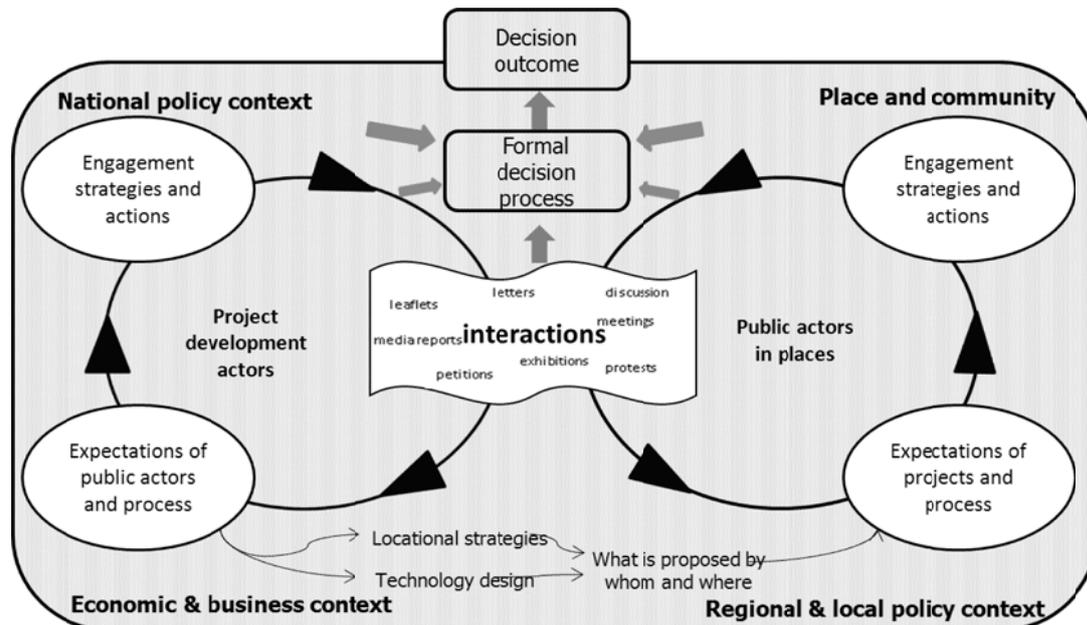 Decision
outcome
National policy context
Place and community
Engagement
strategies and
actions
Formal
decision
process
Engagement
strategies and
actions
Project
development
actors
letters
discussion
leaflets
meetings
media reports
interactions
exhibitions
petitions
protests
Public actors
in places
Expectations of
public actors
and process
Expectations of
projects and
process
Locational strategies
Technology design
What is proposed by
whom and where
Economic & business context
Regional & local policy context